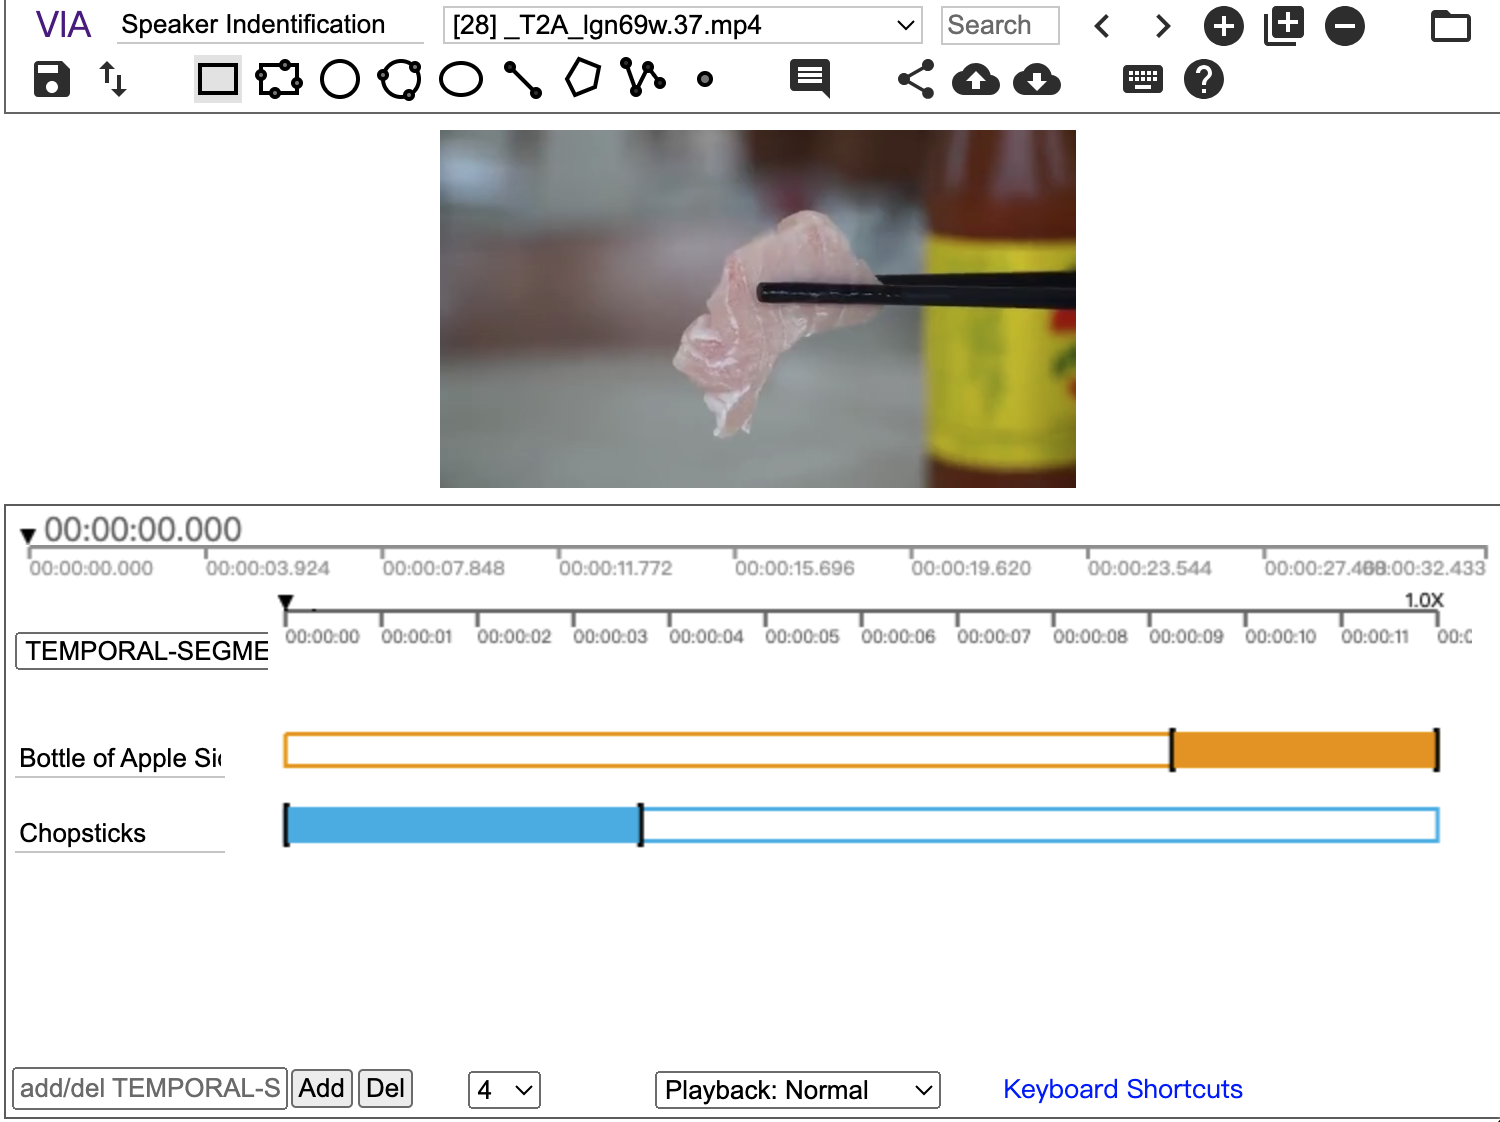 VIA Speaker Indentification [28] _T2A_lgn69w.37.mp4 Search
00:00:00.000
00:00:00.000 00:00:03.924 00:00:07.848 00:00:11.772 00:00:15.696 00:00:19.620 00:00:23.544 00:00:27.468 00:00:32.433
1.0X
00:00:00 00:00:01 00:00:02 00:00:03 00:00:04 00:00:05 00:00:06 00:00:07 00:00:08 00:00:09 00:00:10 00:00:11
TEMPORAL-SEGME
Bottle of Apple Si
Chopsticks
add/del TEMPORAL-S Add Del 4 Playback: Normal Keyboard Shortcuts